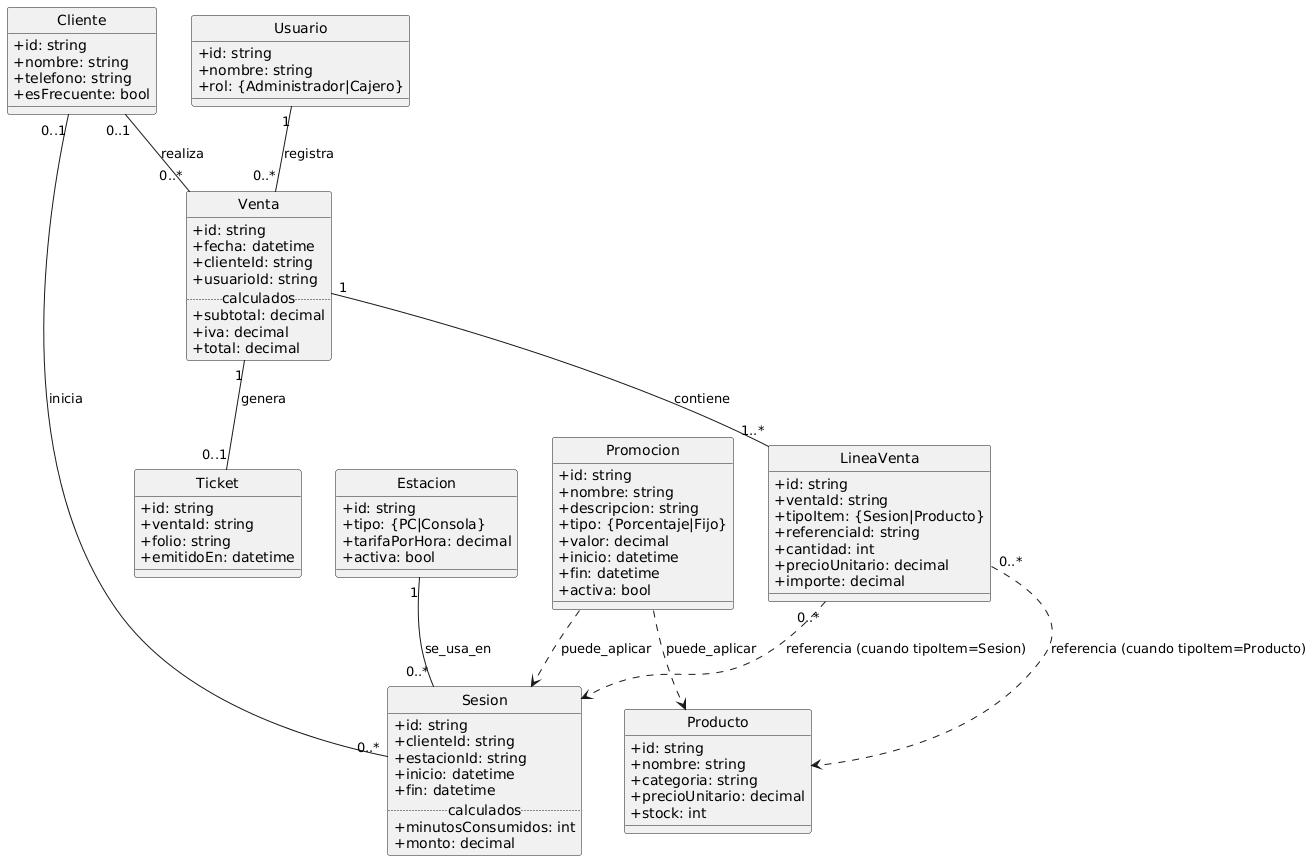 Cliente
+id: string
+nombre: string
+telefono: string
+esFrecuente: bool
Usuario
+id: string
+nombre: string
+rol: {Administrador|Cajero}
0..1
0..1
1
realiza
registra
0..*
0..*
Venta
+id: string
+fecha: datetime
+clienteId: string
+usuarioId: string
calculados
+subtotal: decimal
+iva: decimal
+total: decimal
1
1
inicia
genera
contiene
0..1
1..*
Ticket
+id: string
+ventaId: string
+folio: string
+emitidoEn: datetime
Estacion
+id: string
+tipo: {PC|Consola}
+tarifaPorHora: decimal
+activa: bool
Promocion
+id: string
+nombre: string
+descripcion: string
+tipo: {Porcentaje|Fijo}
+valor: decimal
+inicio: datetime
+fin: datetime
+activa: bool
LineaVenta
+id: string
+ventaId: string
+tipoItem: {Sesion|Producto}
+referenciaId: string
+cantidad: int
+precioUnitario: decimal
+importe: decimal
0..*
1
0..*
se_usa_en
puede_aplicar
puede_aplicar
referencia (cuando tipoItem=Sesion)
referencia (cuando tipoItem=Producto)
0..*
0..*
Sesion
+id: string
+clienteId: string
+estacionId: string
+inicio: datetime
+fin: datetime
calculados
+minutosConsumidos: int
+monto: decimal
Producto
+id: string
+nombre: string
+categoria: string
+precioUnitario: decimal
+stock: int